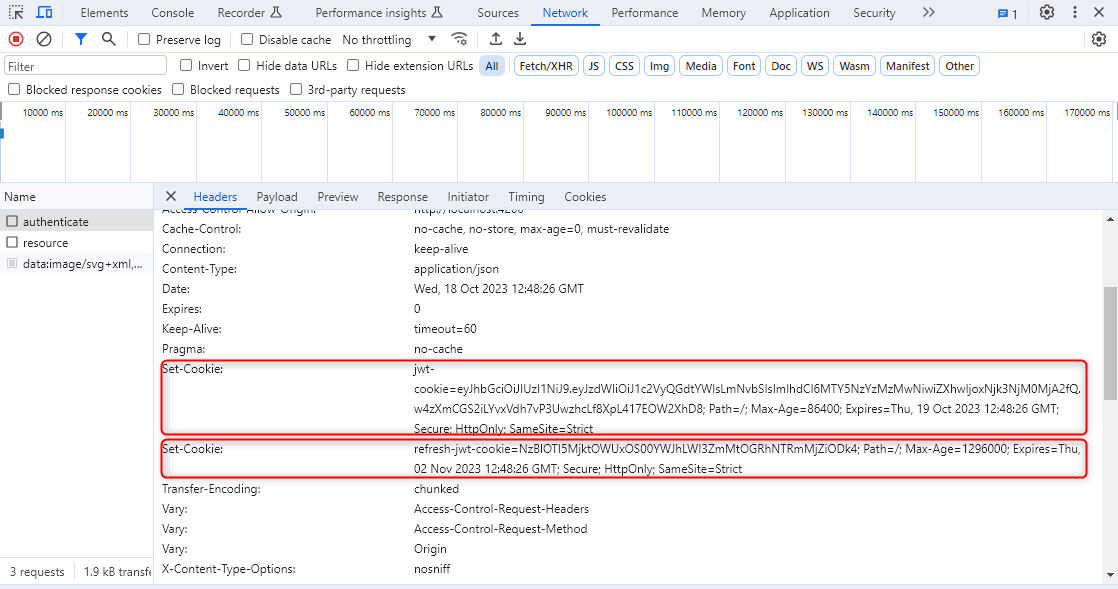 Elements Console Recorder Performance insights Sources Network Performance Memory Application Security 1
Preserve log Disable cache No throttling
Filter Invert Hide data URLs Hide extension URLs All Fetch/XHR JS CSS Img Media Font Doc WS Wasm Manifest Other
Blocked response cookies Blocked requests 3rd-party requests
10000 ms 20000 ms 30000 ms 40000 ms 50000 ms 60000 ms 70000 ms 80000 ms 90000 ms 100000 ms 110000 ms 120000 ms 130000 ms 140000 ms 150000 ms 160000 ms 170000 ms
Name
authenticate
resource
data:image/svg+xml,...
3 requests 1.9 kB transfe
Headers Payload Preview Response Initiator Timing Cookies
Access-Control-Allow-Origin: http://localhost:4200
Cache-Control: no-cache, no-store, max-age=0, must-revalidate
Connection: keep-alive
Content-Type: application/json
Date: Wed, 18 Oct 2023 12:48:26 GMT
Expires: 0
Keep-Alive: timeout=60
Pragma: no-cache
Set-Cookie: jwt-
cookie=eyJhbGciOiJIUzI1NiJ9.eyJzdWIiOiJ1c2VyQGdtYWlsLmNvbSIsImlhdCI6MTY5NzYzMzMwNiwiZXhwIjoxNjk3NjM0MjA2fQ.
w4zXmCGS2iLYvxVdh7vP3UwzhcLf8XpL417EOW2XhD8; Path=/; Max-Age=86400; Expires=Thu, 19 Oct 2023 12:48:26 GMT;
Secure; HttpOnly; SameSite=Strict
Set-Cookie: refresh-jwt-cookie=NzBlOTI5MjktOWUxOS00YWJhLWI3ZmMtOGRhNTRmMjZiODk4; Path=/; Max-Age=1296000; Expires=Thu,
02 Nov 2023 12:48:26 GMT; Secure; HttpOnly; SameSite=Strict
Transfer-Encoding: chunked
Vary: Access-Control-Request-Headers
Vary: Access-Control-Request-Method
Vary: Origin
X-Content-Type-Options: nosniff